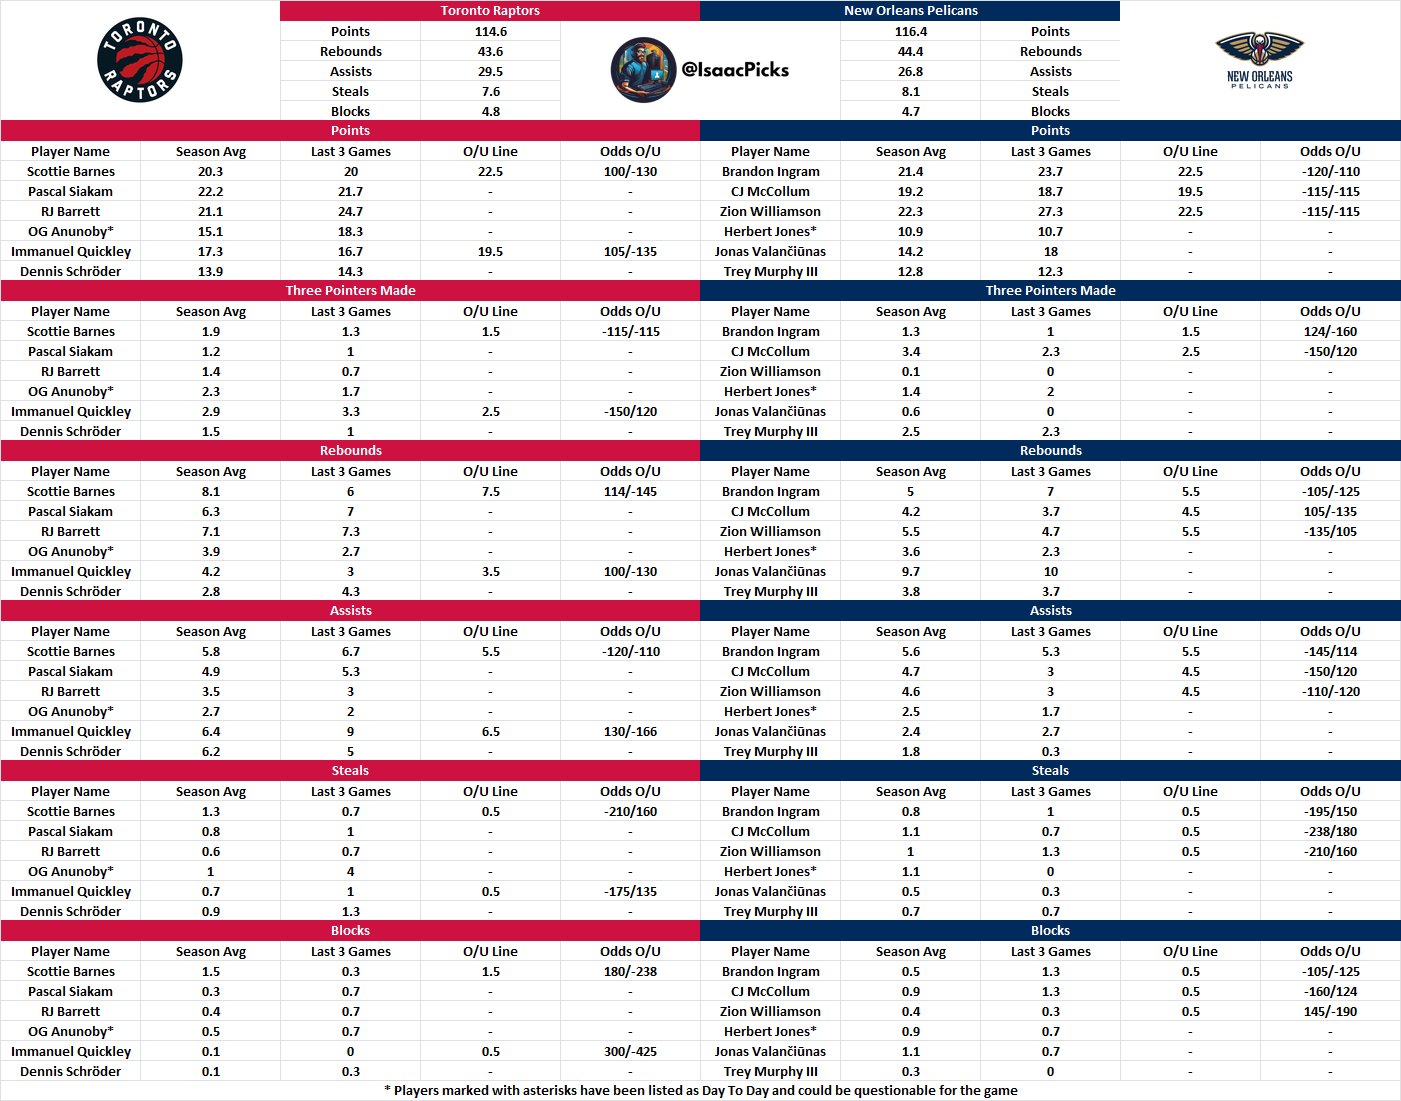 Toronto Raptors New Orleans Pelicans
Points 114.6 116.4 Points
Rebounds 43.6 44.4 Rebounds
Assists 29.5 26.8 Assists
Steals 7.6 8.1 Steals
Blocks 4.8 4.7 Blocks
TORONTO
RAPTORS
@IsaacPicks
NEW ORLEANS
PELICANS
Points Points
Player Name Season Avg Last 3 Games O/U Line Odds O/U Player Name Season Avg Last 3 Games O/U Line Odds O/U
Scottie Barnes 20.3 20 22.5 100/-130 Brandon Ingram 21.4 23.7 22.5 -120/-110
Pascal Siakam 22.2 21.7 - - CJ McCollum 19.2 18.7 19.5 -115/-115
RJ Barrett 21.1 24.7 - - Zion Williamson 22.3 27.3 22.5 -115/-115
OG Anunoby* 15.1 18.3 - - Herbert Jones* 10.9 10.7 - -
Immanuel Quickley 17.3 16.7 19.5 105/-135 Jonas Valančiūnas 14.2 18 - -
Dennis Schröder 13.9 14.3 - - Trey Murphy III 12.8 12.3 - -
Three Pointers Made Three Pointers Made
Player Name Season Avg Last 3 Games O/U Line Odds O/U Player Name Season Avg Last 3 Games O/U Line Odds O/U
Scottie Barnes 1.9 1.3 1.5 -115/-115 Brandon Ingram 1.3 1 1.5 124/-160
Pascal Siakam 1.2 1 - - CJ McCollum 3.4 2.3 2.5 -150/120
RJ Barrett 1.4 0.7 - - Zion Williamson 0.1 0 - -
OG Anunoby* 2.3 1.7 - - Herbert Jones* 1.4 2 - -
Immanuel Quickley 2.9 3.3 2.5 -150/120 Jonas Valančiūnas 0.6 0 - -
Dennis Schröder 1.5 1 - - Trey Murphy III 2.5 2.3 - -
Rebounds Rebounds
Player Name Season Avg Last 3 Games O/U Line Odds O/U Player Name Season Avg Last 3 Games O/U Line Odds O/U
Scottie Barnes 8.1 6 7.5 114/-145 Brandon Ingram 5 7 5.5 -105/-125
Pascal Siakam 6.3 7 - - CJ McCollum 4.2 3.7 4.5 105/-135
RJ Barrett 7.1 7.3 - - Zion Williamson 5.5 4.7 5.5 -135/105
OG Anunoby* 3.9 2.7 - - Herbert Jones* 3.6 2.3 - -
Immanuel Quickley 4.2 3 3.5 100/-130 Jonas Valančiūnas 9.7 10 - -
Dennis Schröder 2.8 4.3 - - Trey Murphy III 3.8 3.7 - -
Assists Assists
Player Name Season Avg Last 3 Games O/U Line Odds O/U Player Name Season Avg Last 3 Games O/U Line Odds O/U
Scottie Barnes 5.8 6.7 5.5 -120/-110 Brandon Ingram 5.6 5.3 5.5 -145/114
Pascal Siakam 4.9 5.3 - - CJ McCollum 4.7 3 4.5 -150/120
RJ Barrett 3.5 3 - - Zion Williamson 4.6 3 4.5 -110/-120
OG Anunoby* 2.7 2 - - Herbert Jones* 2.5 1.7 - -
Immanuel Quickley 6.4 9 6.5 130/-166 Jonas Valančiūnas 2.4 2.7 - -
Dennis Schröder 6.2 5 - - Trey Murphy III 1.8 0.3 - -
Steals Steals
Player Name Season Avg Last 3 Games O/U Line Odds O/U Player Name Season Avg Last 3 Games O/U Line Odds O/U
Scottie Barnes 1.3 0.7 0.5 -210/160 Brandon Ingram 0.8 1 0.5 -195/150
Pascal Siakam 0.8 1 - - CJ McCollum 1.1 0.7 0.5 -238/180
RJ Barrett 0.6 0.7 - - Zion Williamson 1 1.3 0.5 -210/160
OG Anunoby* 1 4 - - Herbert Jones* 1.1 0 - -
Immanuel Quickley 0.7 1 0.5 -175/135 Jonas Valančiūnas 0.5 0.3 - -
Dennis Schröder 0.9 1.3 - - Trey Murphy III 0.7 0.7 - -
Blocks Blocks
Player Name Season Avg Last 3 Games O/U Line Odds O/U Player Name Season Avg Last 3 Games O/U Line Odds O/U
Scottie Barnes 1.5 0.3 1.5 180/-238 Brandon Ingram 0.5 1.3 0.5 -105/-125
Pascal Siakam 0.3 0.7 - - CJ McCollum 0.9 1.3 0.5 -160/124
RJ Barrett 0.4 0.7 - - Zion Williamson 0.4 0.3 0.5 145/-190
OG Anunoby* 0.5 0.7 - - Herbert Jones* 0.9 0.7 - -
Immanuel Quickley 0.1 0 0.5 300/-425 Jonas Valančiūnas 1.1 0.7 - -
Dennis Schröder 0.1 0.3 - - Trey Murphy III 0.3 0 - -
* Players marked with asterisks have been listed as Day To Day and could be questionable for the game